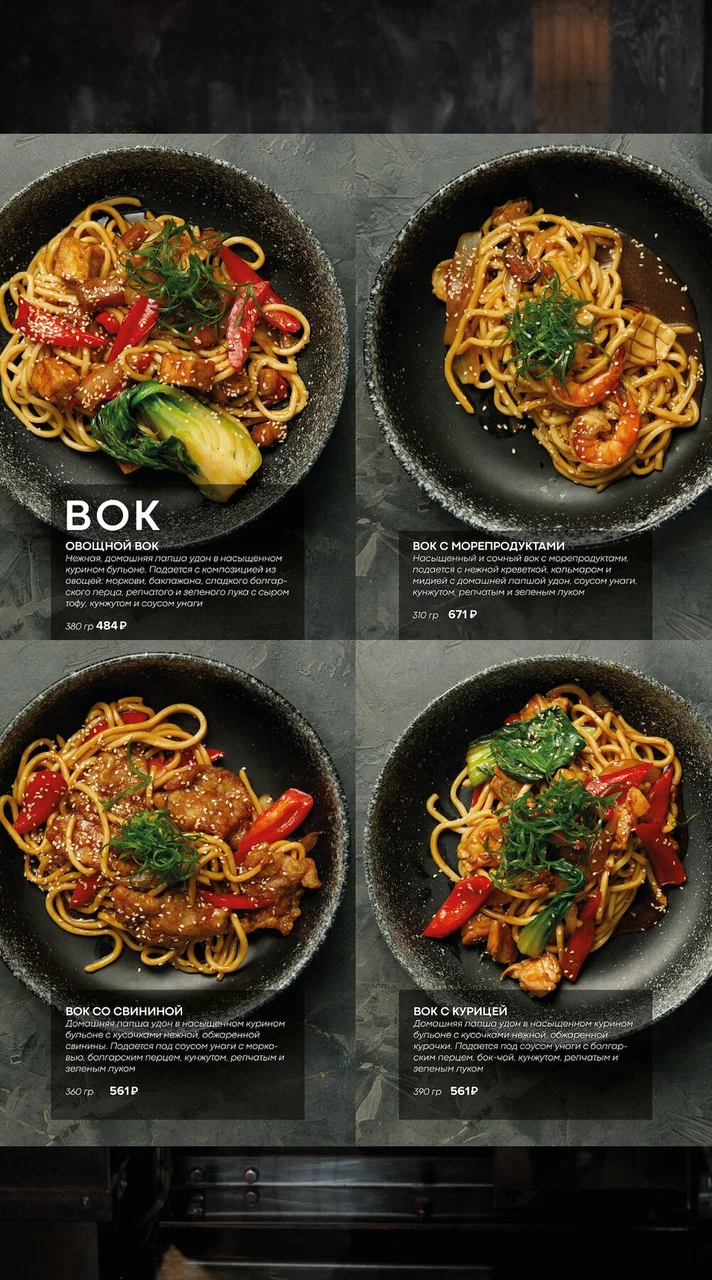 ВОК
ОВОЩНОЙ ВОК
Нежная, домашняя лапша удон в насыщенном
курином бульоне. Подается с композицией из
овощей: моркови, баклажана, сладкого болгар-
ского перца, репчатого и зеленого лука с сыром
тофу, кунжутом и соусом унаги
380 гр 484 ₽
ВОК С МОРЕПРОДУКТАМИ
Насыщенный и сочный вок с морепродуктами,
подается с нежной креветкой, кальмаром и
мидией с домашней лапшой удон, соусом унаги,
кунжутом, репчатым и зеленым луком
310 гр 671 ₽
ВОК СО СВИНИНОЙ
Домашняя лапша удон в насыщенном курином
бульоне с кусочками нежной, обжаренной
свинины. Подается под соусом унаги с морко-
вью, болгарским перцем, кунжутом, репчатым и
зеленым луком
360 гр 561 ₽
ВОК С КУРИЦЕЙ
Домашняя лапша удон в насыщенном курином
бульоне с кусочками нежной, обжаренной
курочки. Подается под соусом унаги с болгар-
ским перцем, бок-чой, кунжутом, репчатым и
зеленым луком
390 гр 561 ₽